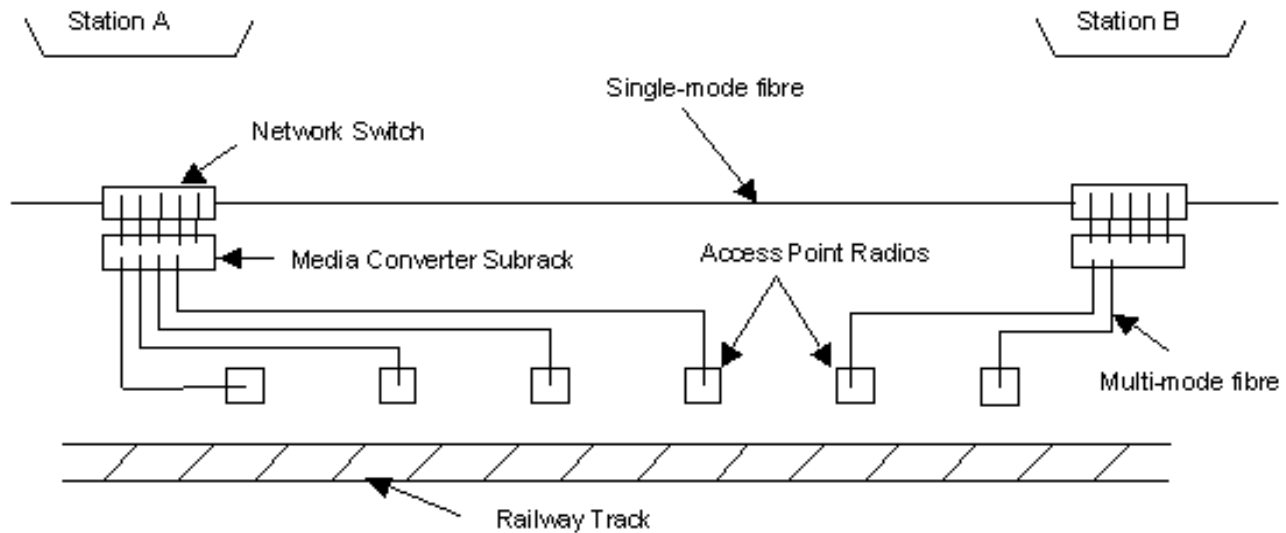 Station A
Station B
Single-mode fibre
Network Switch
Media Converter Subrack
Access Point Radios
Multi-mode fibre
Railway Track